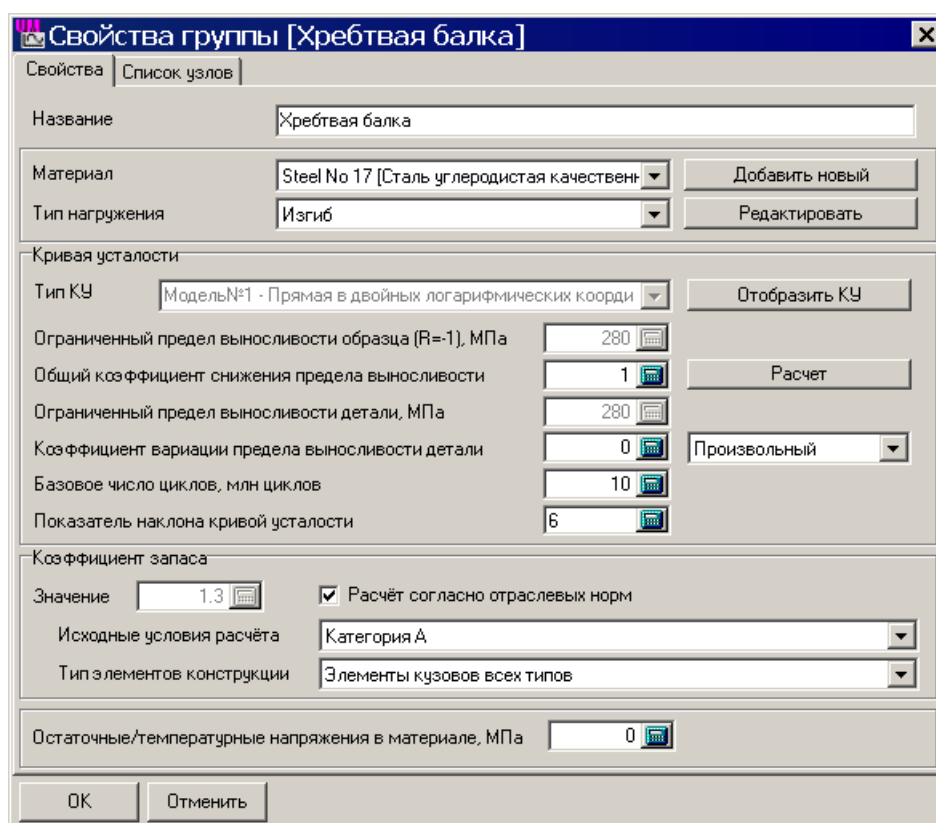 Свойства группы [Хребтвая балка]
Свойства Список узлов
Название Хребтвая балка
Материал Steel No 17 [Сталь углеродистая качествен Добавить новый
Тип нагружения Изгиб Редактировать
Кривая усталости
Тип КУ Модель№1 - Прямая в двойных логарифмических коорди Отобразить КУ
Ограниченный предел выносливости образца (R=-1), МПа 280
Общий коэффициент снижения предела выносливости 1 Расчет
Ограниченный предел выносливости детали, МПа 280
Коэффициент вариации предела выносливости детали 0 Произвольный
Базовое число циклов, млн циклов 10
Показатель наклона кривой усталости 6
Коэффициент запаса
Значение 1.3 Расчёт согласно отраслевых норм
Исходные условия расчёта Категория А
Тип элементов конструкции Элементы кузовов всех типов
Остаточные/температурные напряжения в материале, МПа 0
OK Отменить